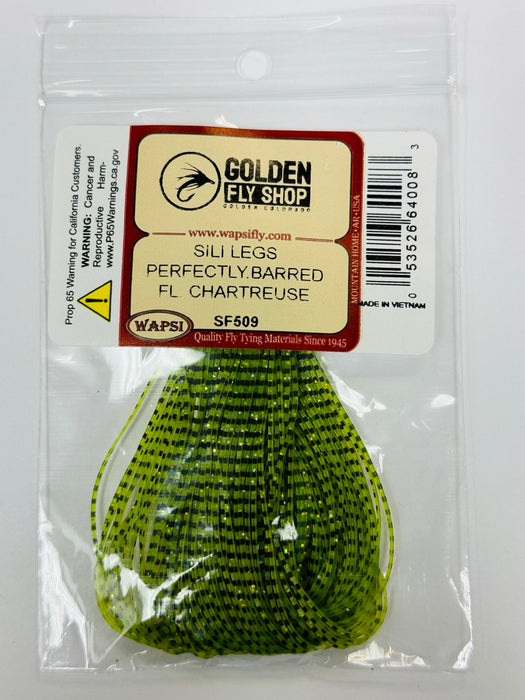 Prop 65 Warning for California Customers.
WARNING: Cancer and
Reproductive Harm-
www.P65Warnings.ca.gov
GOLDEN
FLY SHOP
GOLDEN COLORADO
www.wapsifly.com
SILI LEGS
PERFECTLY.BARRED
FL. CHARTREUSE
WAPSI
SF509
Quality Fly Tying Materials Since 1945
MOUNTAIN HOME·AR·USA
0 53526 64008 3
MADE IN VIETNAM